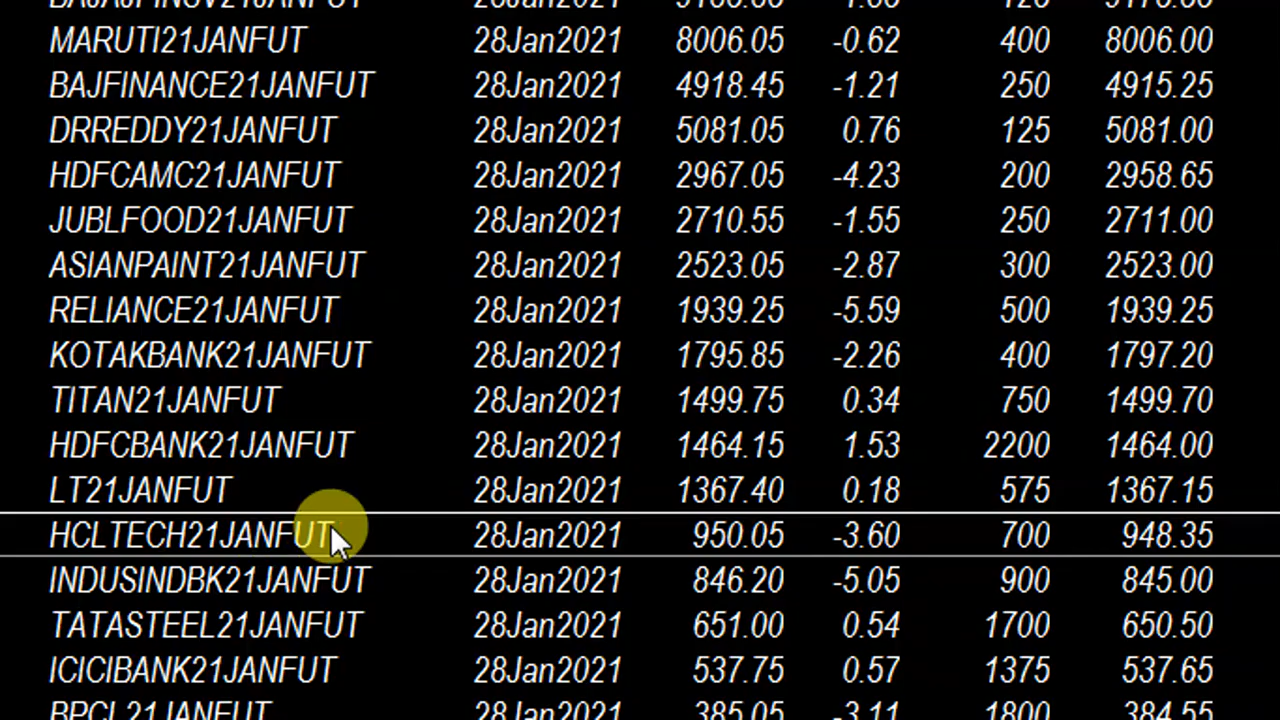 MARUTI21JANFUT 28Jan2021 8006.05 -0.62 400 8006.00
BAJFINANCE21JANFUT 28Jan2021 4918.45 -1.21 250 4915.25
DRREDDY21JANFUT 28Jan2021 5081.05 0.76 125 5081.00
HDFCAMC21JANFUT 28Jan2021 2967.05 -4.23 200 2958.65
JUBLFOOD21JANFUT 28Jan2021 2710.55 -1.55 250 2711.00
ASIANPAINT21JANFUT 28Jan2021 2523.05 -2.87 300 2523.00
RELIANCE21JANFUT 28Jan2021 1939.25 -5.59 500 1939.25
KOTAKBANK21JANFUT 28Jan2021 1795.85 -2.26 400 1797.20
TITAN21JANFUT 28Jan2021 1499.75 0.34 750 1499.70
HDFCBANK21JANFUT 28Jan2021 1464.15 1.53 2200 1464.00
LT21JANFUT 28Jan2021 1367.40 0.18 575 1367.15
HCLTECH21JANFUT 28Jan2021 950.05 -3.60 700 948.35
INDUSINDBK21JANFUT 28Jan2021 846.20 -5.05 900 845.00
TATASTEEL21JANFUT 28Jan2021 651.00 0.54 1700 650.50
ICICIBANK21JANFUT 28Jan2021 537.75 0.57 1375 537.65
BPCL21JANFUT 28Jan2021 385.05 -3.11 1800 384.55